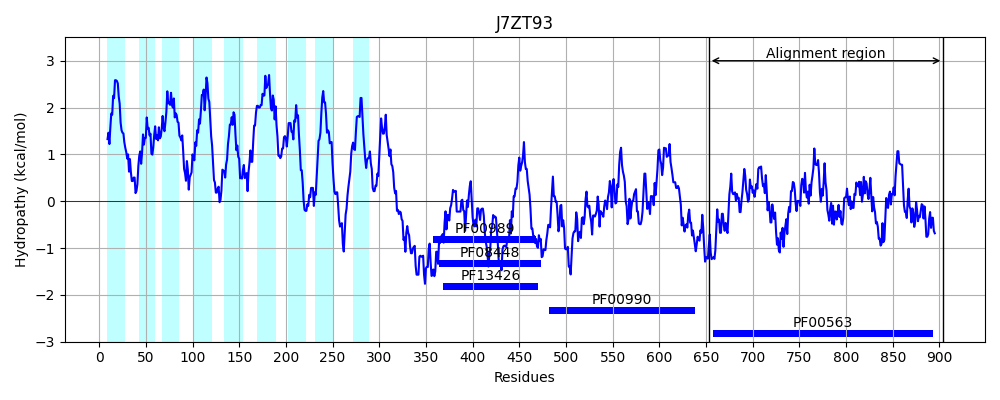 J7ZT93
Alignment region
Hydropathy (kcal/mol)
3
2
1
0
−1
−2
−3
PF00989
PF08448
PF13426
PF00990
PF00563
0 50 100 150 200 250 300 350 400 450 500 550 600 650 700 750 800 850 900
Residues